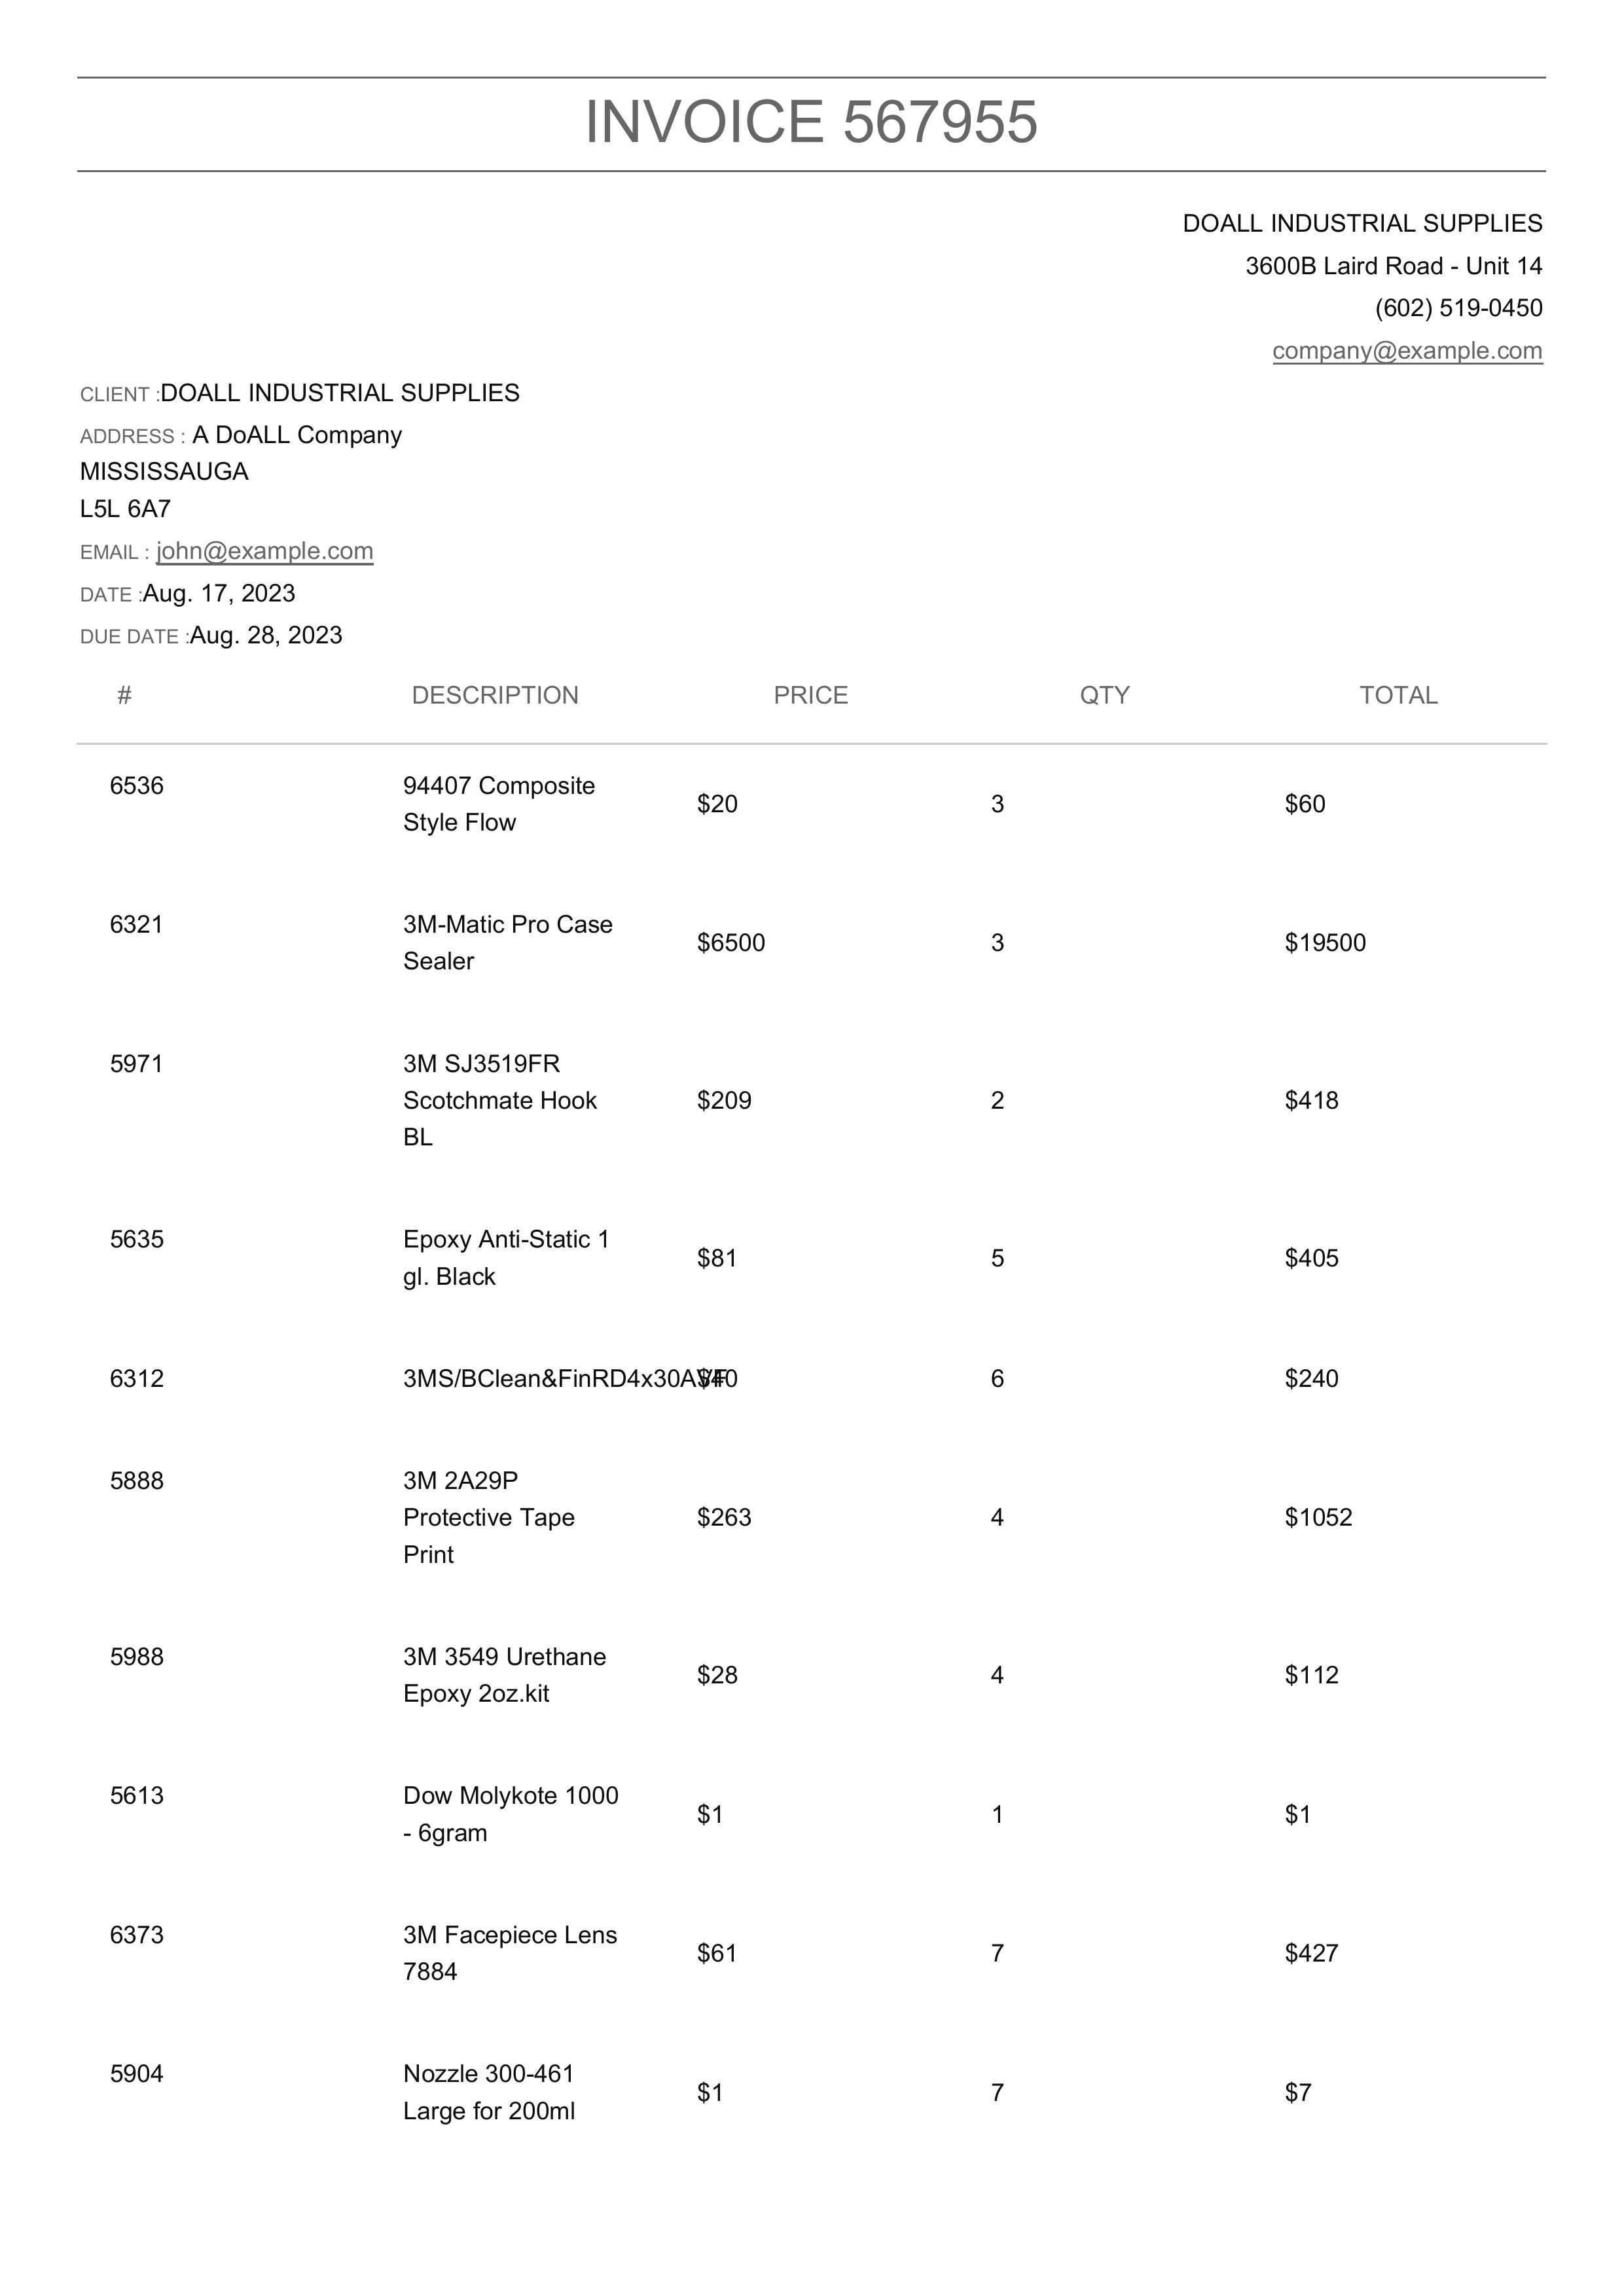 INVOICE 567955
DOALL INDUSTRIAL SUPPLIES
3600B Laird Road - Unit 14
(602) 519-0450
company@example.com
CLIENT :DOALL INDUSTRIAL SUPPLIES
ADDRESS : A DoALL Company
MISSISSAUGA
L5L 6A7
EMAIL : john@example.com
DATE :Aug. 17, 2023
DUE DATE :Aug. 28, 2023
# DESCRIPTION PRICE QTY TOTAL
6536 94407 Composite
Style Flow
$20 3 $60
6321 3M-Matic Pro Case
Sealer
$6500 3 $19500
5971 3M SJ3519FR
Scotchmate Hook $209 2 $418
BL
5635 Epoxy Anti-Static 1
gl. Black
$81 5 $405
6312 3MS/BClean&FinRD4x30AVF $40 6 $240
5888 3M 2A29P
Protective Tape $263 4 $1052
Print
5988 3M 3549 Urethane
Epoxy 2oz.kit
$28 4 $112
5613 Dow Molykote 1000
- 6gram
$1 1 $1
6373 3M Facepiece Lens
7884
$61 7 $427
5904 Nozzle 300-461
Large for 200ml
$1 7 $7